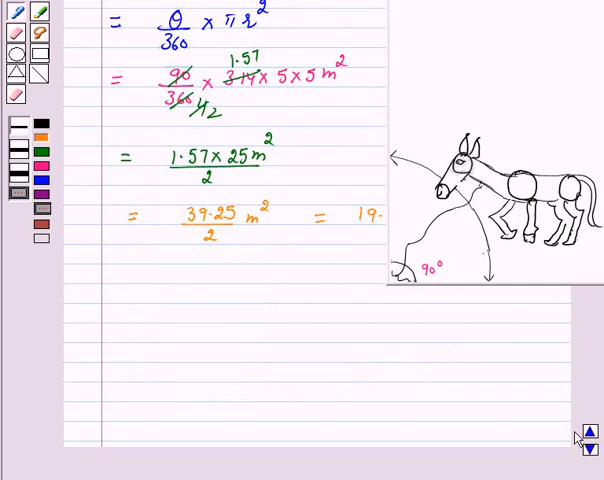 = θ/360 × πr²
= 90/360 4 2 × 3.14 1.57 × 5 × 5 m²
= 1.57 × 25 m² / 2
= 39.25/2 m² = 19.
90°